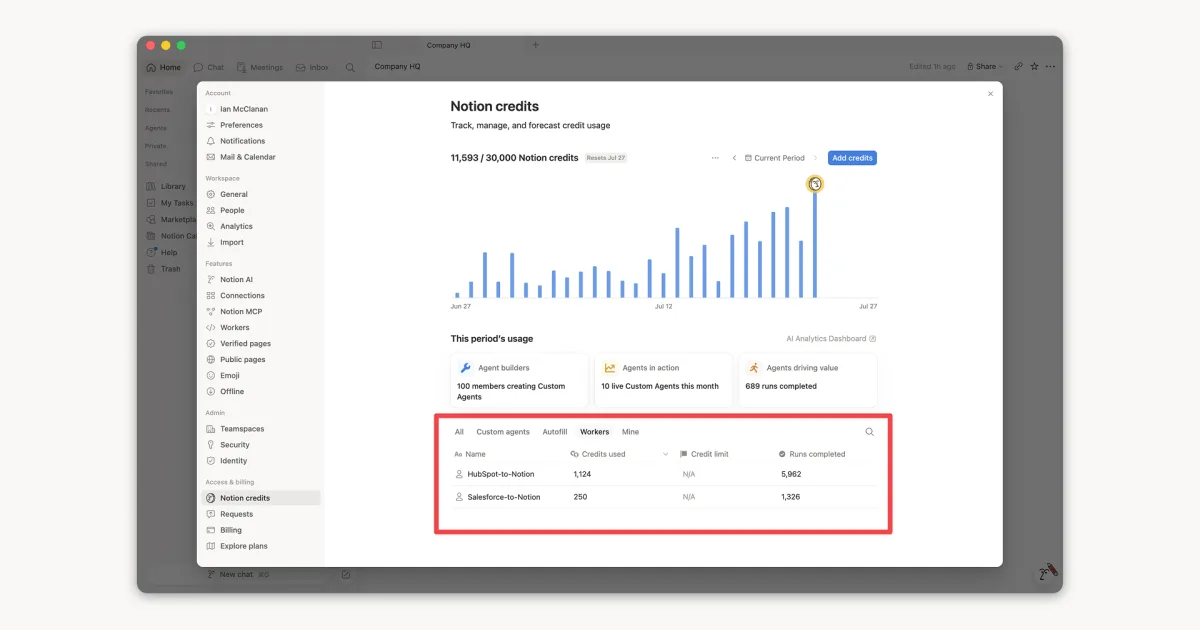 Company HQ
Home
Chat
Meetings
Inbox
Company HQ
Edited 1h ago
Share
Favorites
Recents
Agents
Private
Shared
Library
My Tasks
Marketpla
Notion Ca
Help
Trash
Account
Ian McClanan
Preferences
Notifications
Mail & Calendar
Workspace
General
People
Analytics
Import
Features
Notion AI
Connections
Notion MCP
Workers
Verified pages
Public pages
Emoji
Offline
Admin
Teamspaces
Security
Identity
Access & billing
Notion credits
Requests
Billing
Explore plans
New chat ⌘O
Notion credits
Track, manage, and forecast credit usage
11,593 / 30,000 Notion credits Resets Jul 27
Current Period
Add credits
Jun 27 Jul 12 Jul 27
This period's usage
AI Analytics Dashboard
Agent builders
100 members creating Custom
Agents
Agents in action
10 live Custom Agents this month
Agents driving value
689 runs completed
All Custom agents Autofill Workers Mine
Aa Name Credits used Credit limit Runs completed
HubSpot-to-Notion 1,124 N/A 5,962
Salesforce-to-Notion 250 N/A 1,326